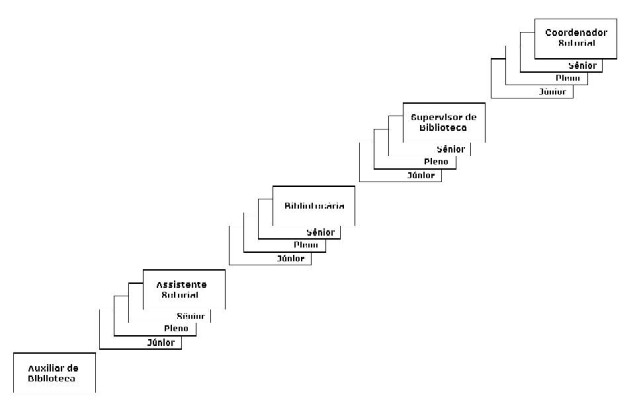 Coordenador
Setorial
Sênior
Pleno
Júnior
Supervisor de
Biblioteca
Sênior
Pleno
Júnior
Bibliotecária
Sênior
Pleno
Júnior
Assistente
Setorial
Sênior
Pleno
Júnior
Auxiliar de
Biblioteca